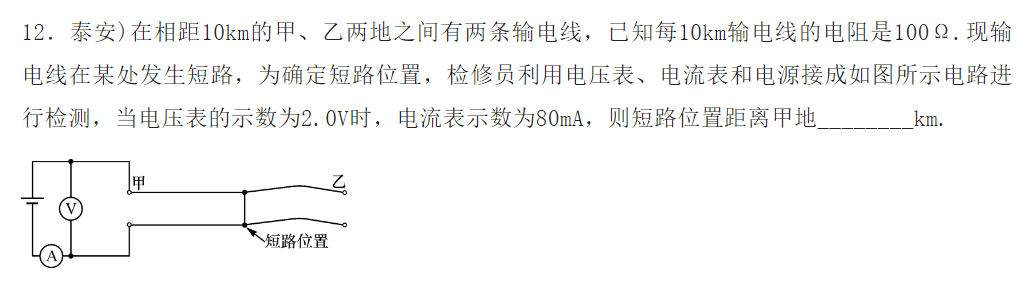 12. 泰安)在相距10km的甲、乙两地之间有两条输电线，已知每10km输电线的电阻是100Ω.现输
电线在某处发生短路，为确定短路位置，检修员利用电压表、电流表和电源接成如图所示电路进
行检测，当电压表的示数为2.0V时，电流表示数为80mA，则短路位置距离甲地________km.
甲
乙
V
短路位置
A